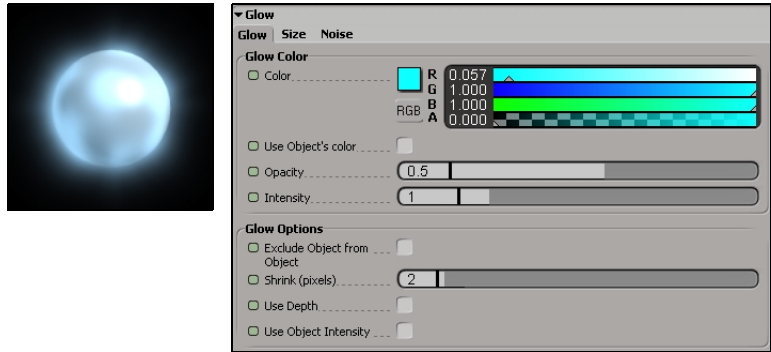 Glow
Glow Size Noise
Glow Color
Color
R 0.057
G 1.000
RGB B 1.000
A 0.000
Use Object's color
Opacity 0.5
Intensity 1
Glow Options
Exclude Object from
Object
Shrink (pixels) 2
Use Depth
Use Object Intensity